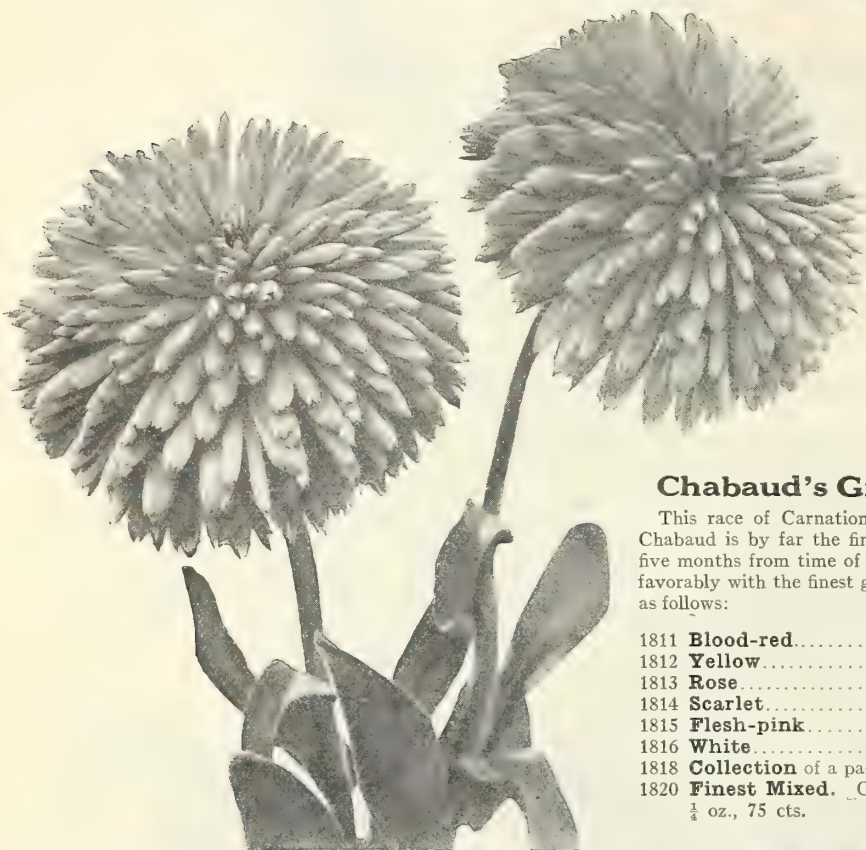 Chabaud's
This race of Carnation
Chabaud is by far the
five months from time of
favorably with the finest
as follows:
1811 Blood-red..........
1812 Yellow.............
1813 Rose...............
1814 Scarlet.............
1815 Flesh-pink.........
1816 White..............
1818 Collection of a
1820 Finest Mixed.
¼ oz., 75 cts.